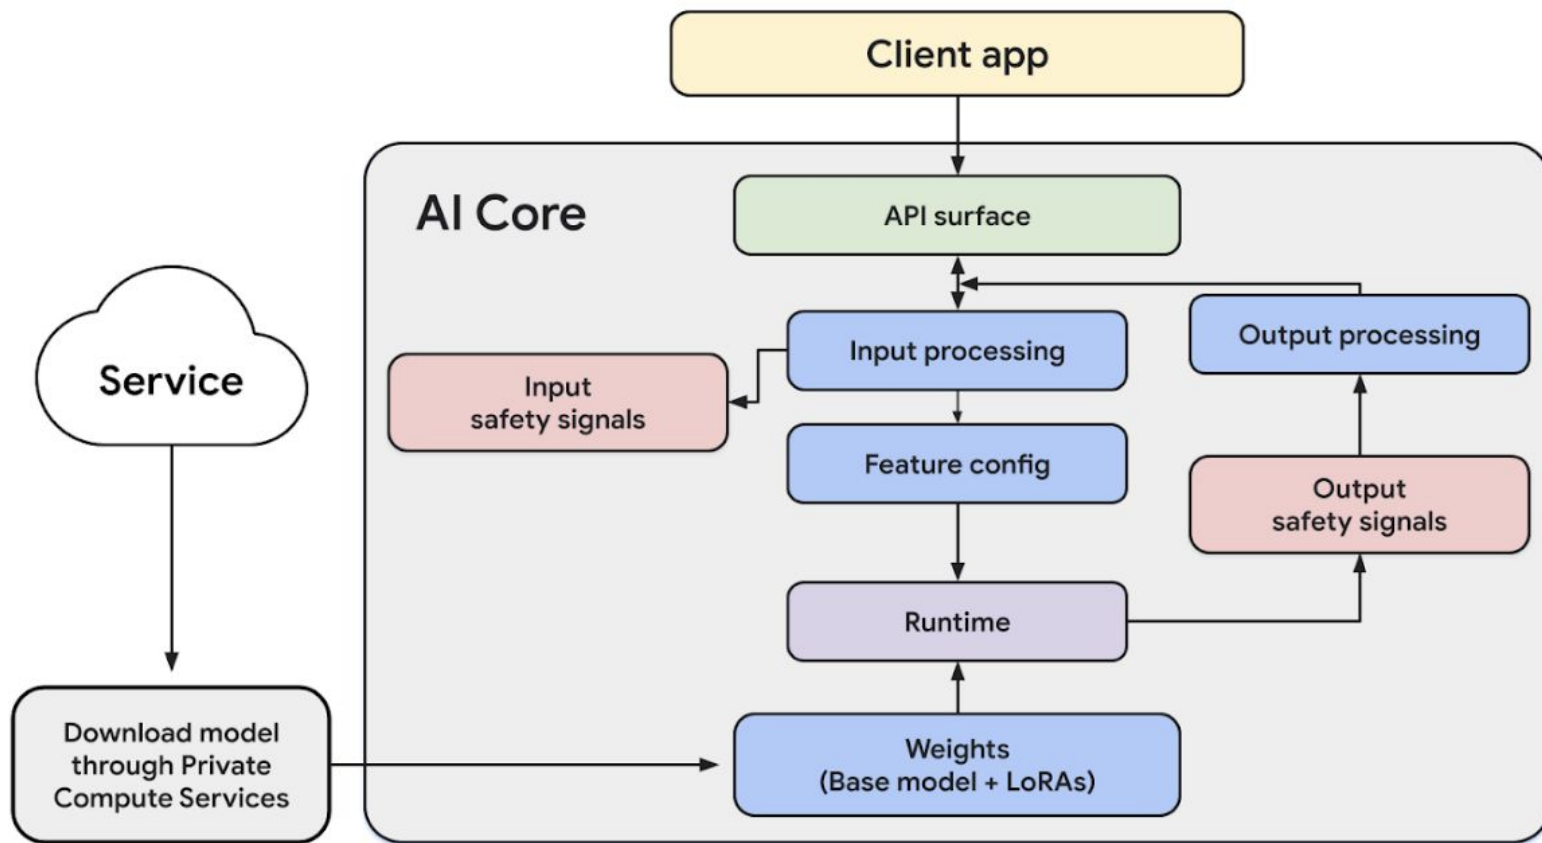 Client app
AI Core
API surface
Input processing
Output processing
Service
Input
safety signals
Feature config
Output
safety signals
Runtime
Download model
through Private
Compute Services
Weights
(Base model + LoRAs)